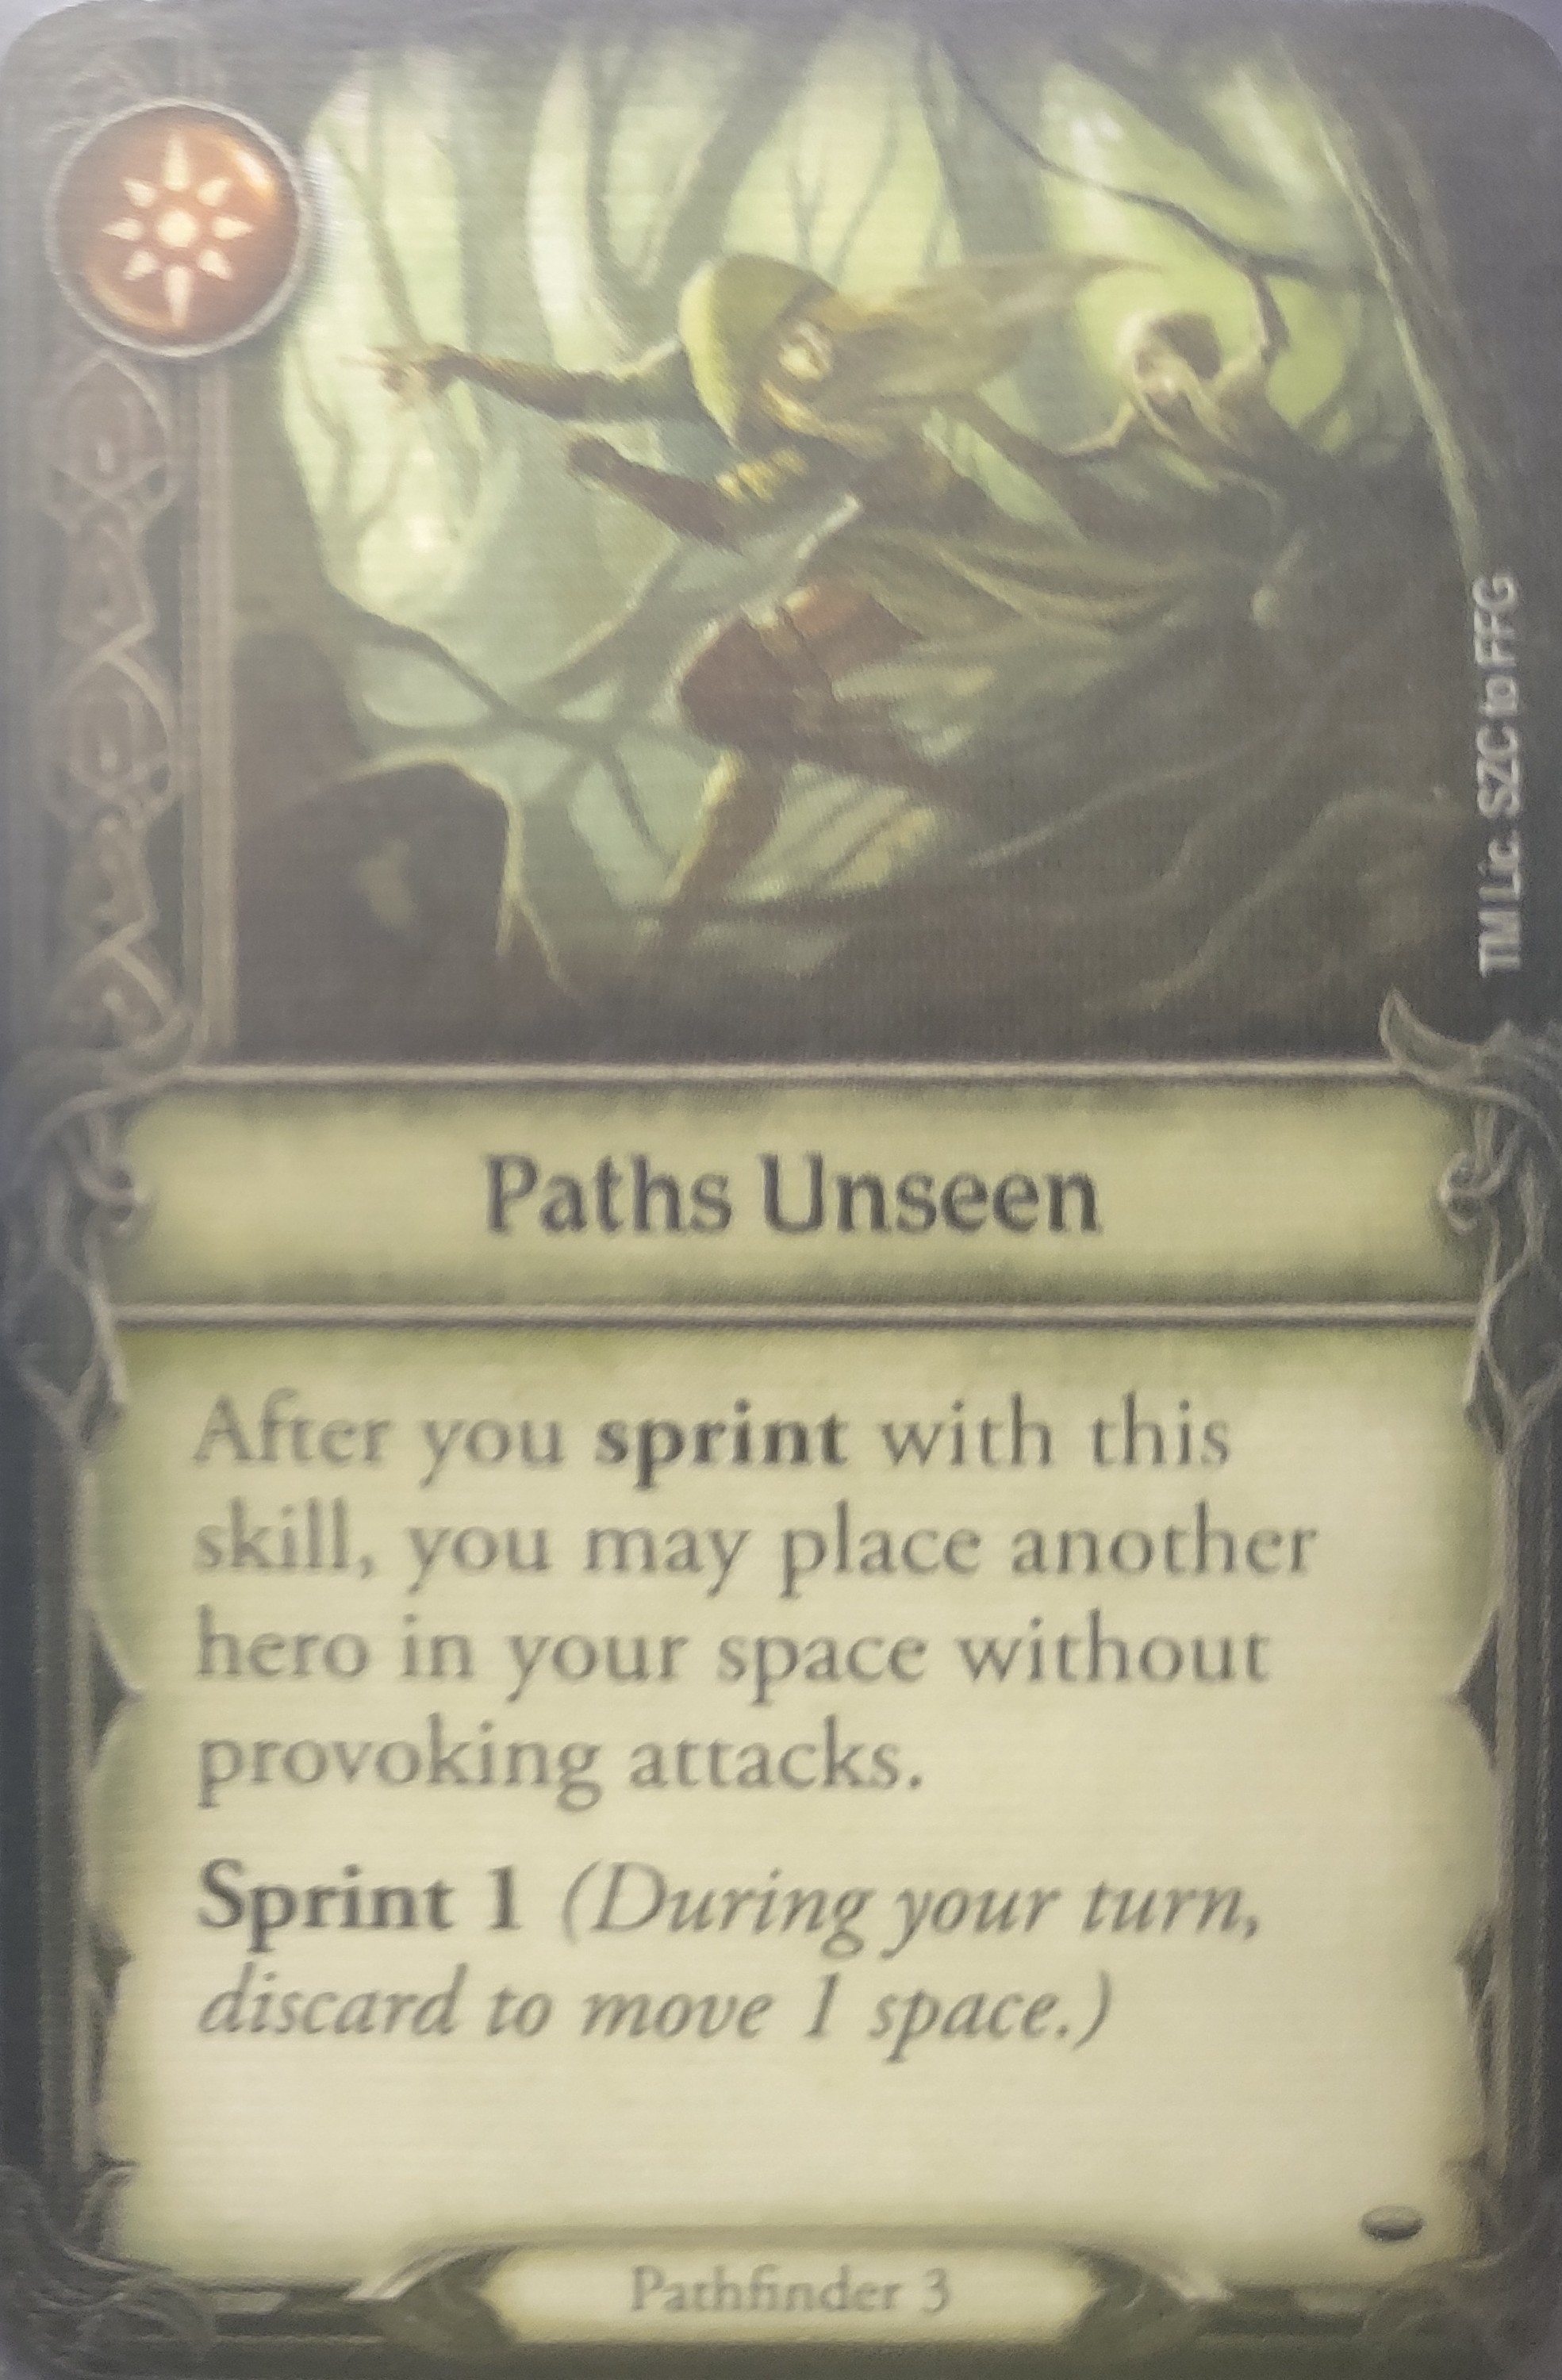 TM Lic. SZC to FFG
Paths Unseen
After you sprint with this
skill, you may place another
hero in your space without
provoking attacks.
Sprint 1 (During your turn,
discard to move 1 space.)
Pathfinder 3